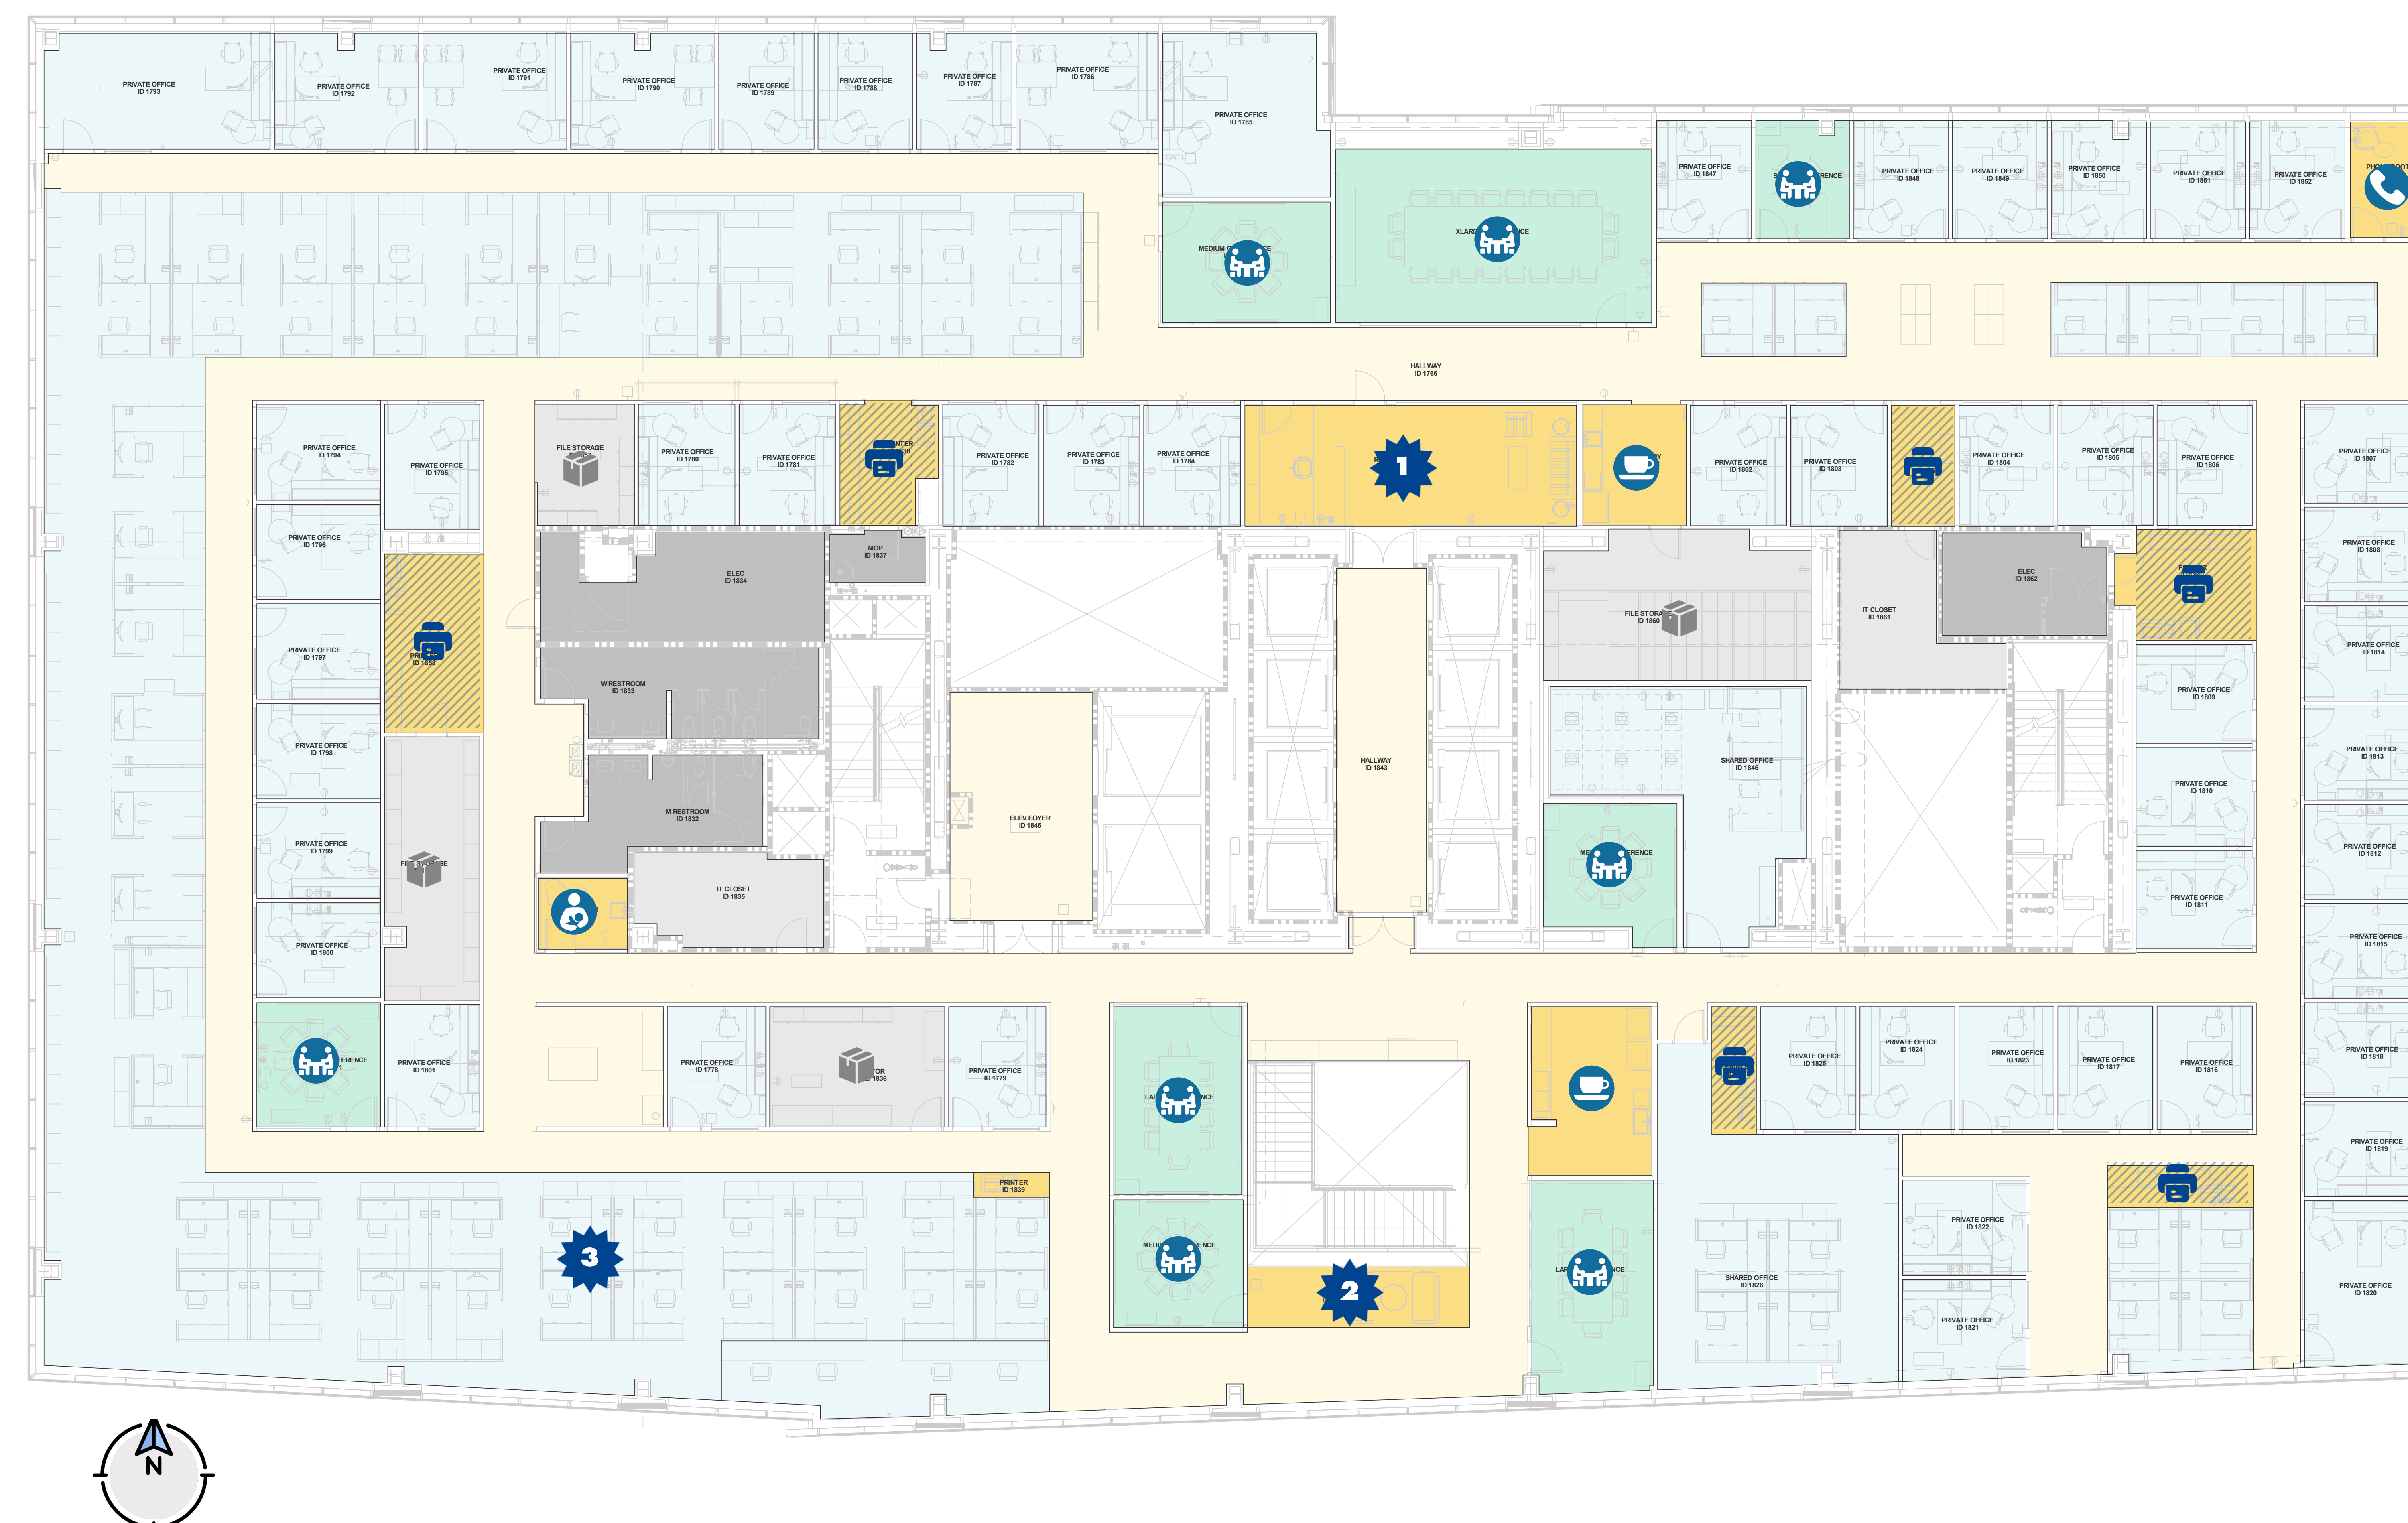 PRIVATE OFFICE
ID 1793
PRIVATE OFFICE
ID 1792
PRIVATE OFFICE
ID 1791
PRIVATE OFFICE
ID 1790
PRIVATE OFFICE
ID 1789
PRIVATE OFFICE
ID 1788
PRIVATE OFFICE
ID 1787
PRIVATE OFFICE
ID 1786
PRIVATE OFFICE
ID 1785
PRIVATE OFFICE
ID 1847
PRIVATE OFFICE
ID 1848
PRIVATE OFFICE
ID 1849
PRIVATE OFFICE
ID 1850
PRIVATE OFFICE
ID 1851
PRIVATE OFFICE
ID 1852
MEDIUM
HALLWAY
ID 1766
PRIVATE OFFICE
ID 1794
PRIVATE OFFICE
ID 1795
FILE STORAGE
PRIVATE OFFICE
ID 1780
PRIVATE OFFICE
ID 1781
PRIVATE OFFICE
ID 1782
PRIVATE OFFICE
ID 1783
PRIVATE OFFICE
ID 1784
1
PRIVATE OFFICE
ID 1802
PRIVATE OFFICE
ID 1803
PRIVATE OFFICE
ID 1804
PRIVATE OFFICE
ID 1805
PRIVATE OFFICE
ID 1806
PRIVATE OFFICE
ID 1807
PRIVATE OFFICE
ID 1796
MOP
ID 1837
ELEC
ID 1834
ELEC
ID 1862
PRIVATE OFFICE
ID 1808
FILE STORAGE
ID 1860
IT CLOSET
ID 1861
PRIVATE OFFICE
ID 1797
ID 1858
W RESTROOM
ID 1833
PRIVATE OFFICE
ID 1814
PRIVATE OFFICE
ID 1809
PRIVATE OFFICE
ID 1798
HALLWAY
ID 1843
SHARED OFFICE
ID 1846
PRIVATE OFFICE
ID 1813
PRIVATE OFFICE
ID 1810
M RESTROOM
ID 1832
ELEV FOYER
ID 1845
PRIVATE OFFICE
ID 1799
PRIVATE OFFICE
ID 1812
FILE STORAGE
IT CLOSET
ID 1835
PRIVATE OFFICE
ID 1811
PRIVATE OFFICE
ID 1800
PRIVATE OFFICE
ID 1815
PRIVATE OFFICE
ID 1801
PRIVATE OFFICE
ID 1778
1836
PRIVATE OFFICE
ID 1779
PRIVATE OFFICE
ID 1825
PRIVATE OFFICE
ID 1824
PRIVATE OFFICE
ID 1823
PRIVATE OFFICE
ID 1817
PRIVATE OFFICE
ID 1816
PRIVATE OFFICE
ID 1818
PRIVATE OFFICE
ID 1819
PRINTER
ID 1839
3
2
PRIVATE OFFICE
ID 1822
SHARED OFFICE
ID 1826
PRIVATE OFFICE
ID 1821
PRIVATE OFFICE
ID 1820
N